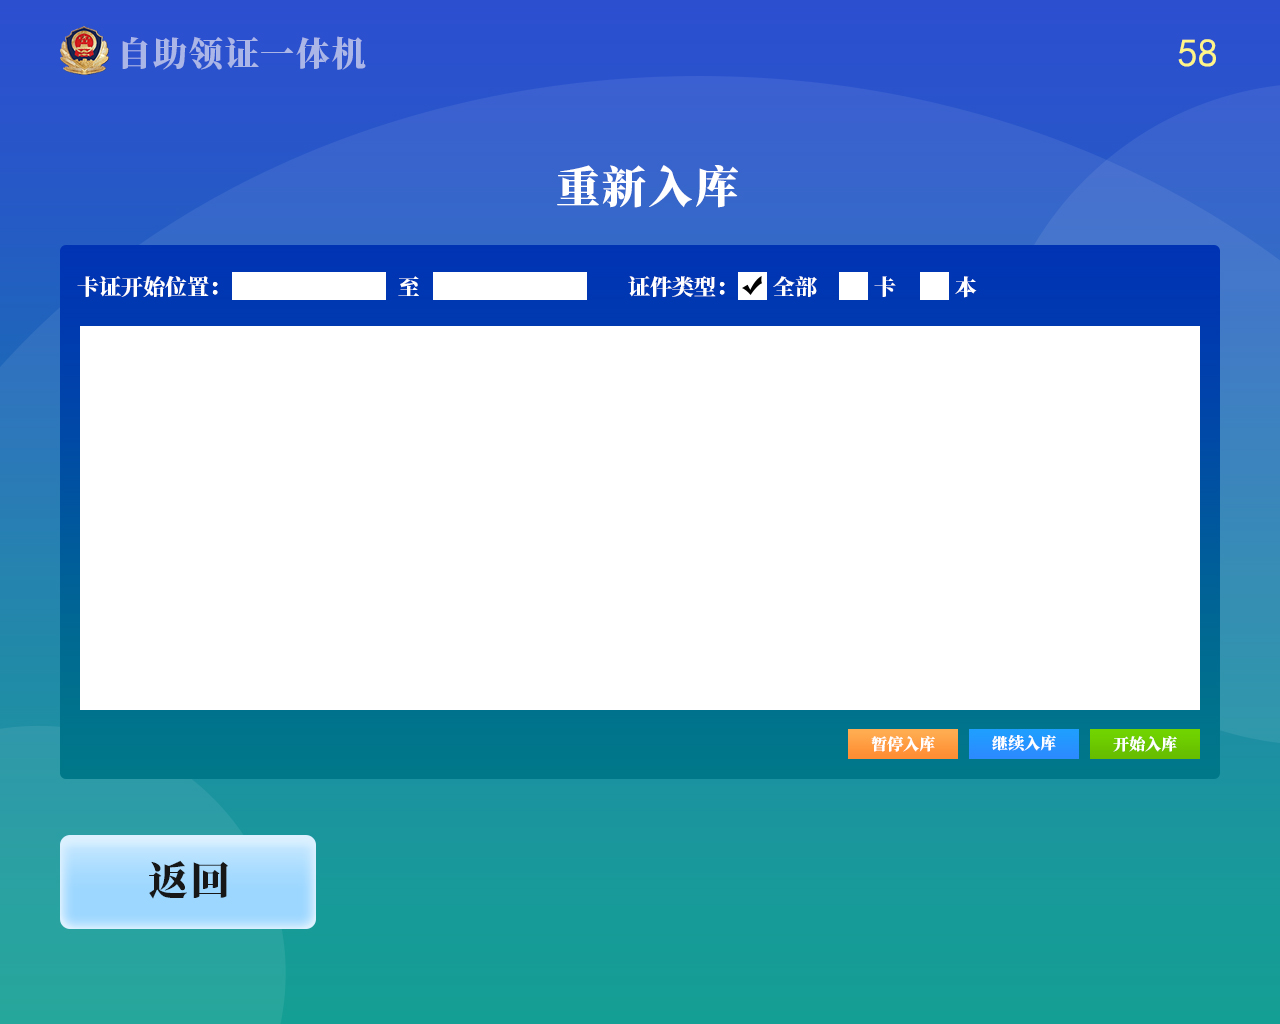 自助领证一体机
58
重新入库
卡证开始位置： 至 证件类型： 全部 卡 本
暂停入库 继续入库 开始入库
返回